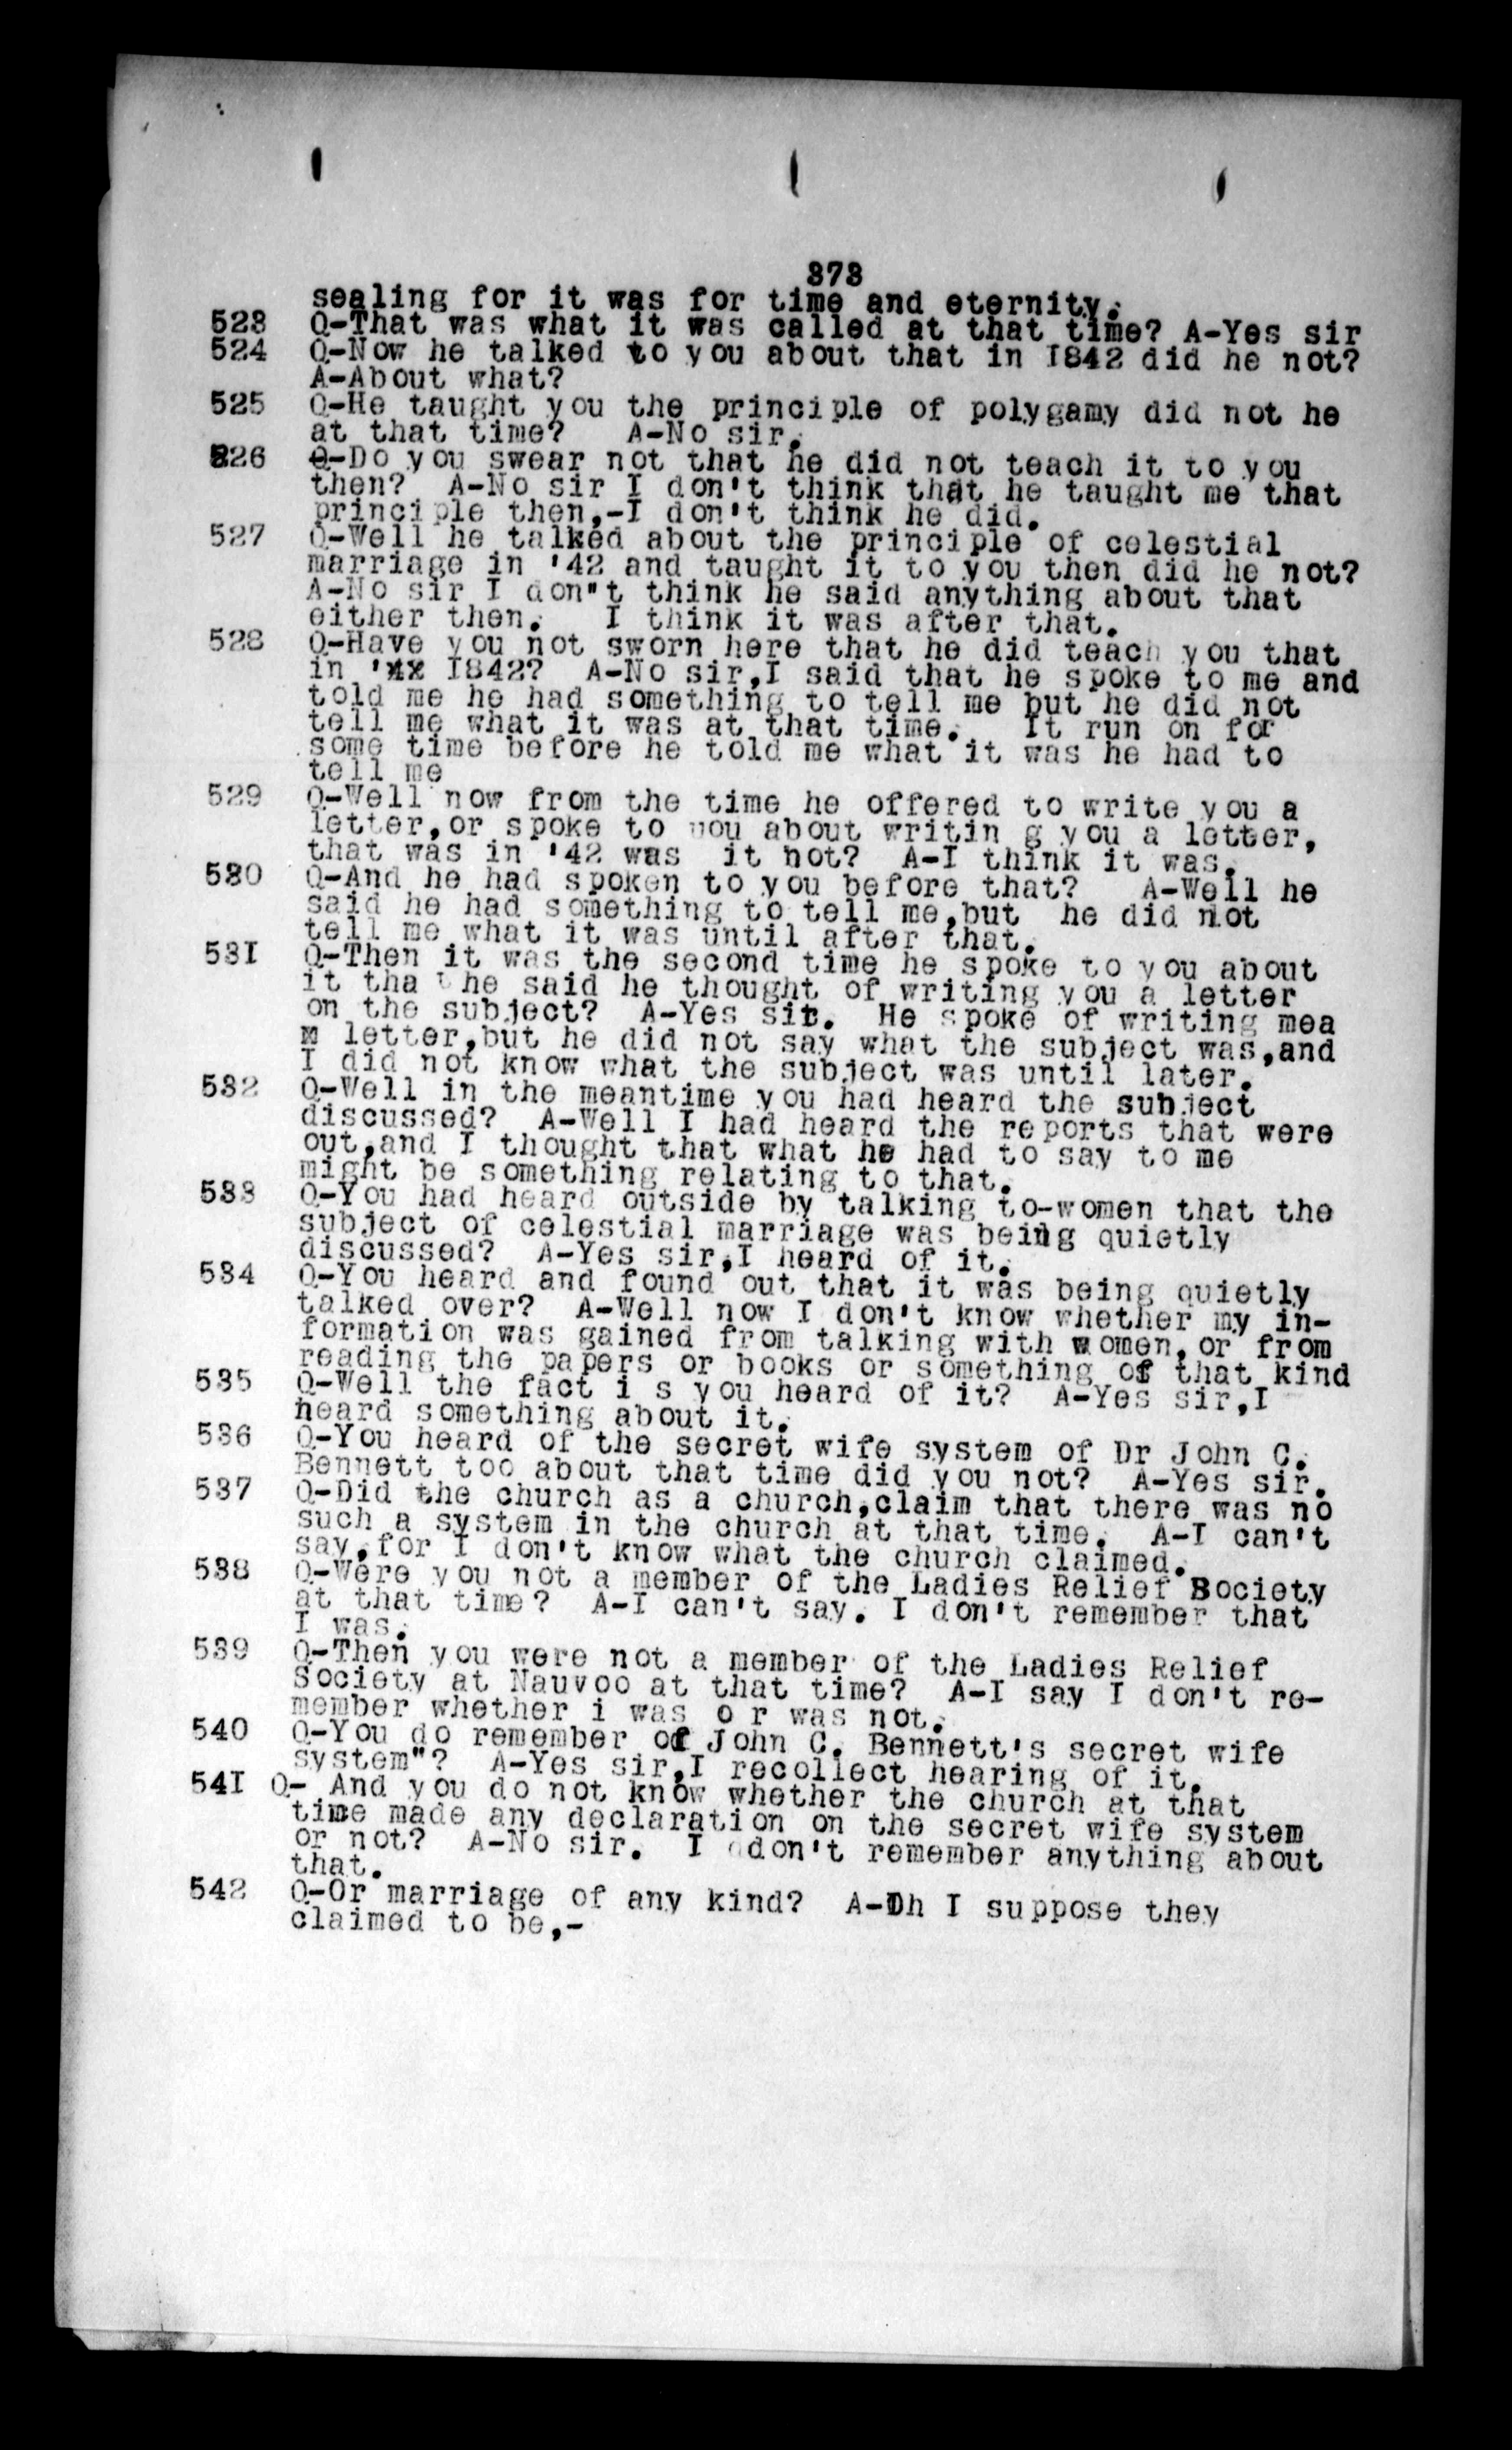 373
sealing for it was for time and eternity.
523 Q-That was what it was called at that time? A-Yes sir
524 Q-Now he talked to you about that in I842 did he not?
A-About what?
525 Q-He taught you the principle of polygamy did not he
at that time? A-No sir.
526 Q-Do you swear not that he did not teach it to you
then? A-No sir I don't think that he taught me that
principle then,-I don't think he did.
527 Q-Well he talked about the principle of celestial
marriage in '42 and taught it to you then did he not?
A-No sir I don"t think he said anything about that
either then. I think it was after that.
528 Q-Have you not sworn here that he did teach you that
in '4x I842? A-No sir,I said that he spoke to me and
told me he had something to tell me but he did not
tell me what it was at that time. It run on for
some time before he told me what it was he had to
tell me
529 Q-Well now from the time he offered to write you a
letter,or spoke to you about writin g you a letter,
that was in '42 was it not? A-I think it was.
530 Q-And he had spoken to you before that? A-Well he
said he had something to tell me,but he did not
tell me what it was until after that.
53I Q-Then it was the second time he spoke to you about
it tha t he said he thought of writing you a letter
on the subject? A-Yes sir. He spoke of writing mea
m letter,but he did not say what the subject was,and
I did not know what the subject was until later.
532 Q-Well in the meantime you had heard the subject
discussed? A-Well I had heard the reports that were
out,and I thought that what he had to say to me
might be something relating to that.
533 Q-You had heard outside by talking to-women that the
subject of celestial marriage was being quietly
discussed? A-Yes sir,I heard of it.
534 Q-You heard and found out that it was being quietly
talked over? A-Well now I don't know whether my in-
formation was gained from talking with women,or from
reading the papers or books or something of that kind
535 Q-Well the fact i s you heard of it? A-Yes sir,I
heard something about it.
536 Q-You heard of the secret wife system of Dr John C.
Bennett too about that time did you not? A-Yes sir.
537 Q-Did the church as a church,claim that there was no
such a system in the church at that time. A-I can't
say,for I don't know what the church claimed.
538 Q-Were you not a member of the Ladies Relief Society
at that time? A-I can't say. I don't remember that
I was.
539 Q-Then you were not a member of the Ladies Relief
Society at Nauvoo at that time? A-I say I don't re-
member whether i was o r was not.
540 Q-You do remember of John C. Bennett's secret wife
system"? A-Yes sir,I recollect hearing of it.
54I Q- And you do not know whether the church at that
time made any declaration on the secret wife system
or not? A-No sir. I don't remember anything about
that.
542 Q-Or marriage of any kind? A-Oh I suppose they
claimed to be,-